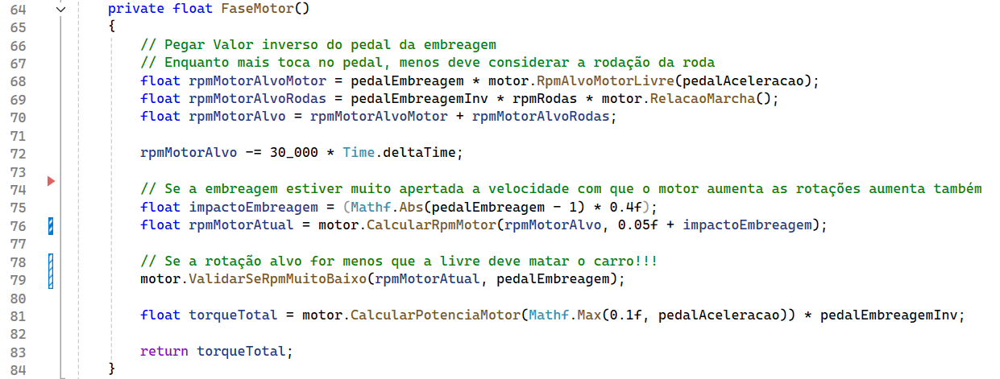 64 private float FaseMotor()
65 {
66 // Pegar Valor inverso do pedal da embreagem
67 // Enquanto mais toca no pedal, menos deve considerar a rodação da roda
68 float rpmMotorAlvoMotor = pedalEmbreagem * motor.RpmAlvoMotorLivre(pedalAceleracao);
69 float rpmMotorAlvoRodas = pedalEmbreagemInv * rpmRodas * motor.RelacaoMarcha();
70 float rpmMotorAlvo = rpmMotorAlvoMotor + rpmMotorAlvoRodas;
71
72 rpmMotorAlvo -= 30_000 * Time.deltaTime;
73
74 // Se a embreagem estiver muito apertada a velocidade com que o motor aumenta as rotações aumenta também
75 float impactoEmbreagem = (Mathf.Abs(pedalEmbreagem - 1) * 0.4f);
76 float rpmMotorAtual = motor.CalcularRpmMotor(rpmMotorAlvo, 0.05f + impactoEmbreagem);
77
78 // Se a rotação alvo for menos que a livre deve matar o carro!!!
79 motor.ValidarSeRpmMuitoBaixo(rpmMotorAtual, pedalEmbreagem);
80
81 float torqueTotal = motor.CalcularPotenciaMotor(Mathf.Max(0.1f, pedalAceleracao)) * pedalEmbreagemInv;
82
83 return torqueTotal;
84 }